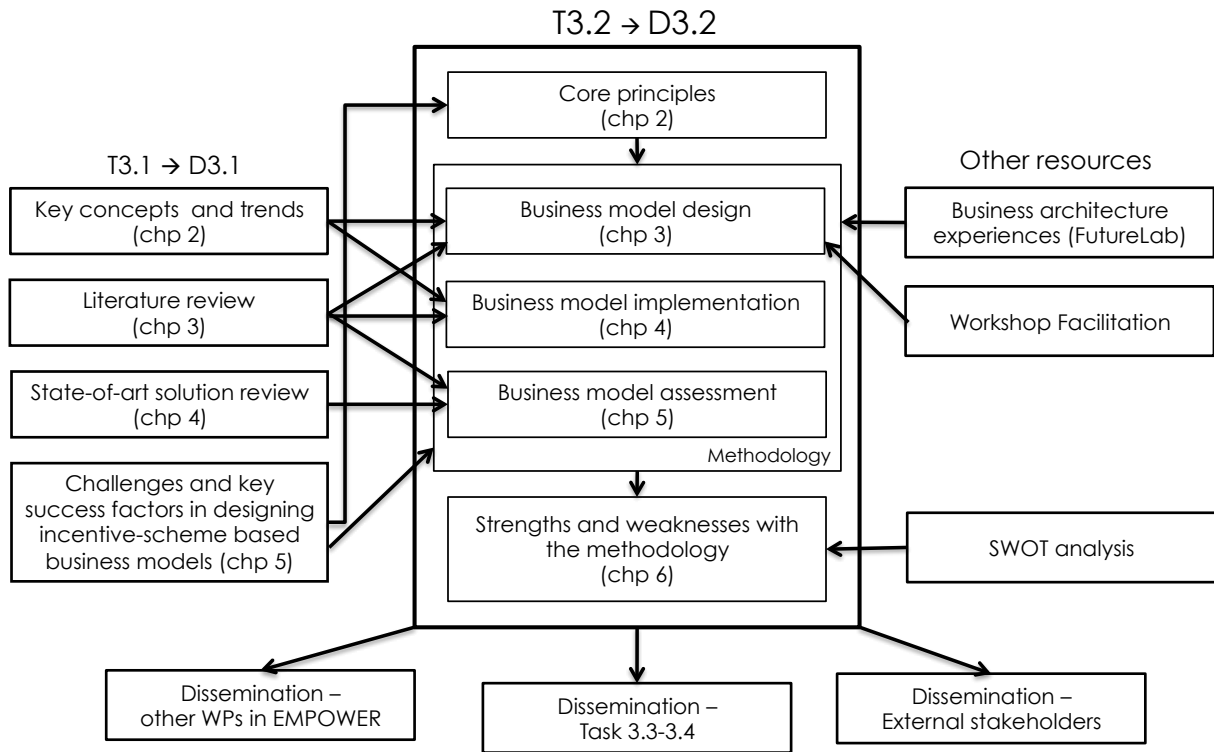 T3.2 → D3.2
Core principles
(chp 2)
T3.1 → D3.1
Key concepts and trends
(chp 2)
Literature review
(chp 3)
State-of-art solution review
(chp 4)
Challenges and key
success factors in designing
incentive-scheme based
business models (chp 5)
Business model design
(chp 3)
Business model implementation
(chp 4)
Business model assessment
(chp 5)
Methodology
Strengths and weaknesses with
the methodology
(chp 6)
Other resources
Business architecture
experiences (FutureLab)
Workshop Facilitation
SWOT analysis
Dissemination –
other WPs in EMPOWER
Dissemination –
Task 3.3-3.4
Dissemination –
External stakeholders